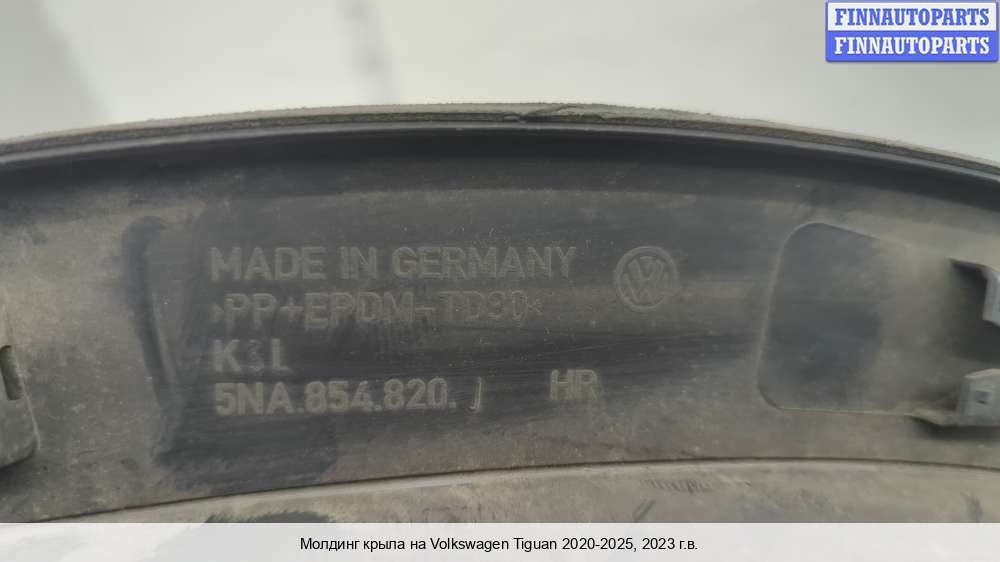 FINNAUTOPARTS
FINNAUTOPARTS
MADE IN GERMANY
>PP+EPDM-TD30<
K&L
5NA.854.820. J HR
Молдинг крыла на Volkswagen Tiguan 2020-2025, 2023 г.в.